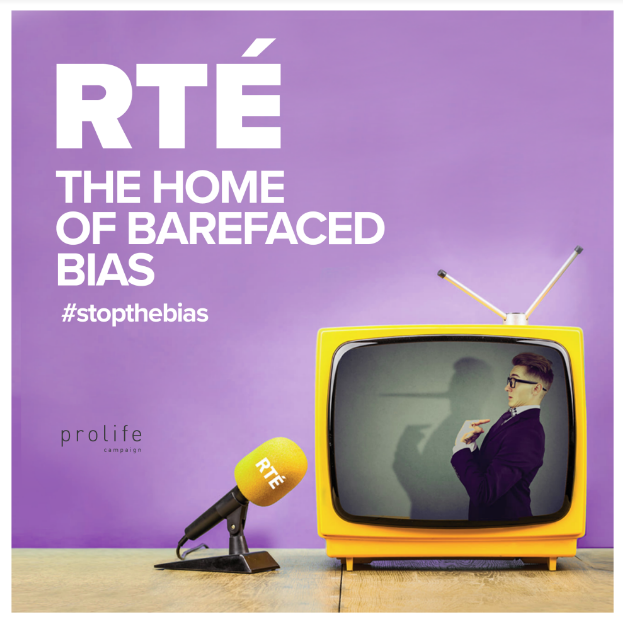 RTÉ
THE HOME
OF BAREFACED
BIAS
#stopthebias
prolife
campaign
RTÉ